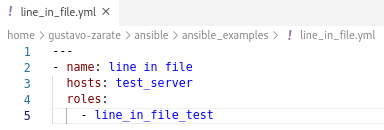 ! line_in_file.yml ×
home > gustavo-zarate > ansible > ansible_examples > ! line_in_file.yml
1 ---
2 - name: line in file
3 hosts: test_server
4 roles:
5 - line_in_file_test